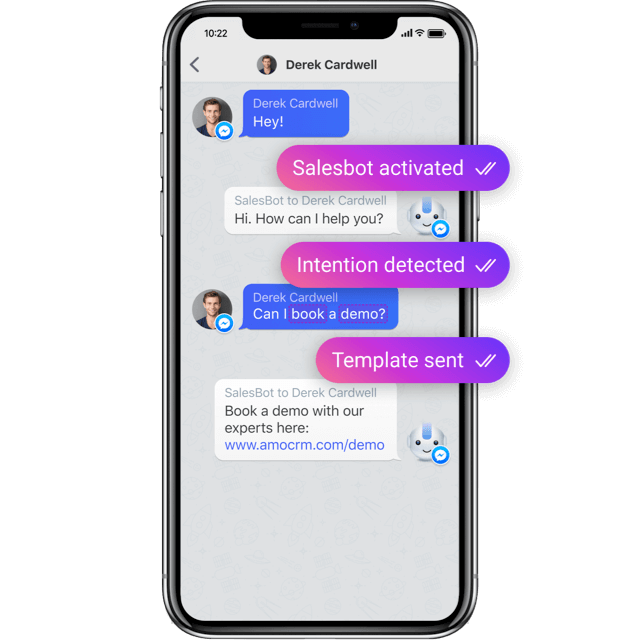 10:22
Derek Cardwell
Derek Cardwell
Hey!
Salesbot activated
SalesBot to Derek Cardwell
Hi. How can I help you?
Intention detected
Derek Cardwell
Can I book a demo?
Template sent
SalesBot to Derek Cardwell
Book a demo with our
experts here:
www.amocrm.com/demo